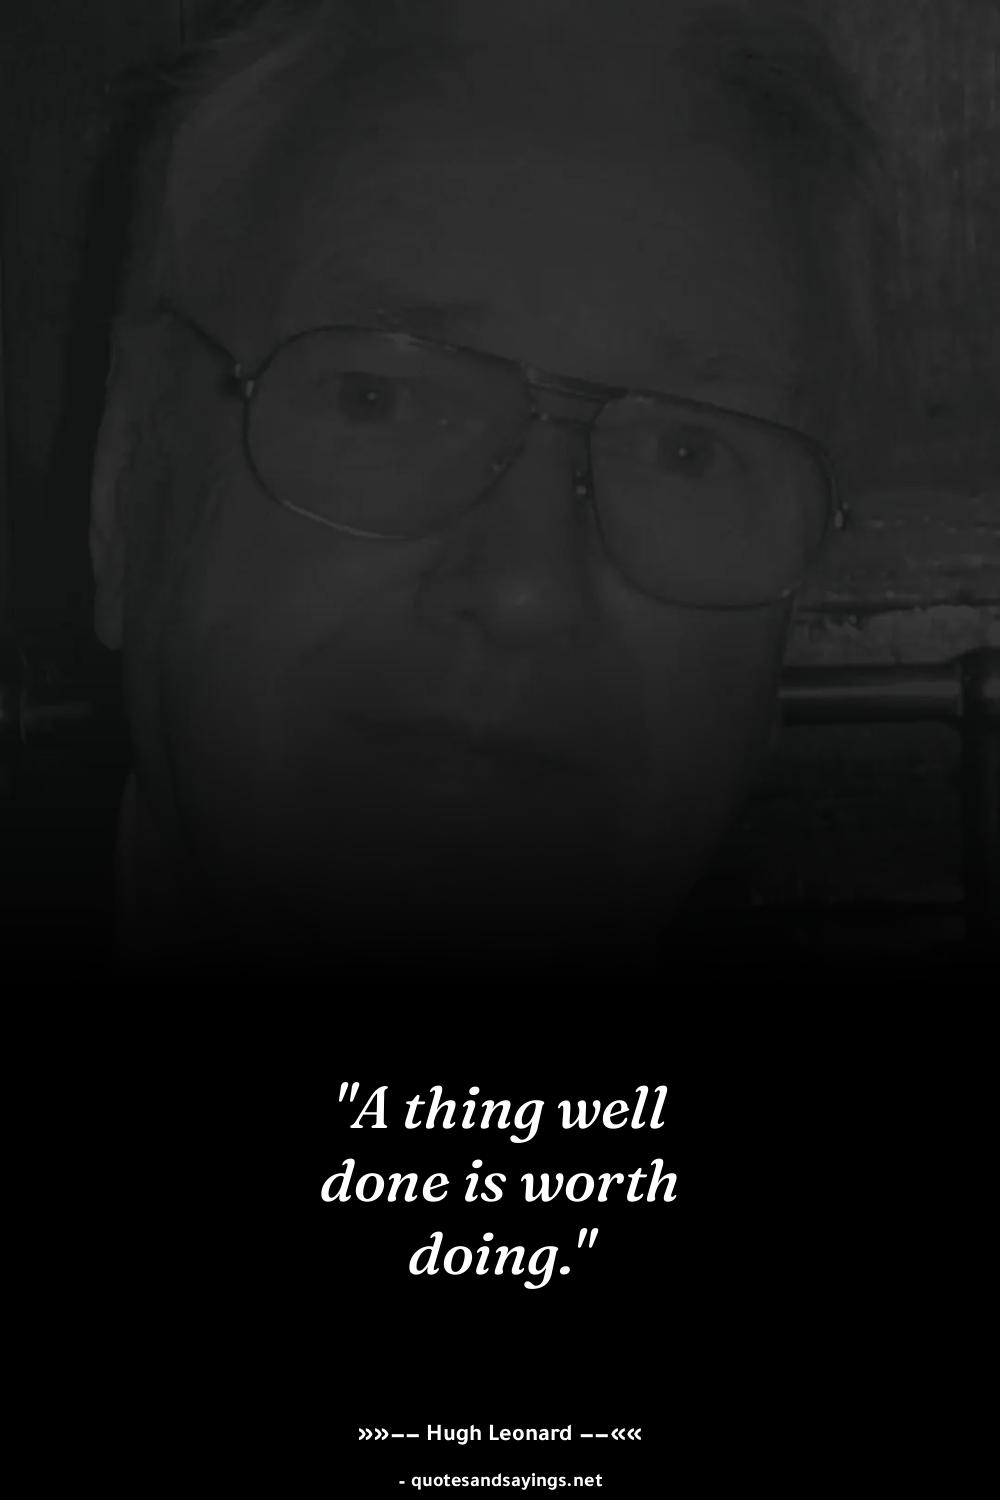 "A thing well
done is worth
doing."
»»–– Hugh Leonard ––««
- quotesandsayings.net